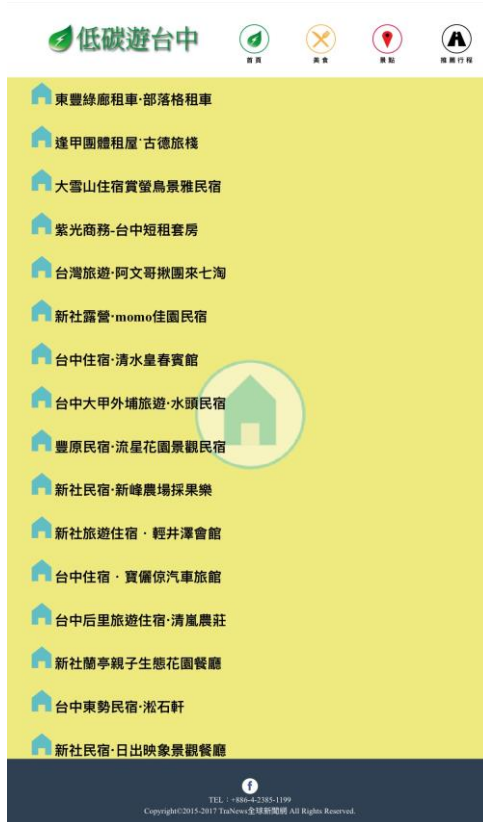 低碳遊台中
首頁 美食 景點 推薦行程
東豐綠廊租車‧部落格租車
逢甲團體租屋˙古德旅棧
大雪山住宿賞螢鳥景雅民宿
紫光商務-台中短租套房
台灣旅遊‧阿文哥揪團來七淘
新社露營‧momo佳園民宿
台中住宿‧清水皇春賓館
台中大甲外埔旅遊‧水頭民宿
豐原民宿‧流星花園景觀民宿
新社民宿‧新峰農場採果樂
新社旅遊住宿‧輕井澤會館
台中住宿‧寶儷倞汽車旅館
台中后里旅遊住宿‧清嵐農莊
新社蘭亭親子生態花園餐廳
台中東勢民宿‧淞石軒
新社民宿‧日出映象景觀餐廳
TEL：+886-4-2385-1199
Copyright©2015-2017 TraNews全球新聞網 All Rights Reserved.